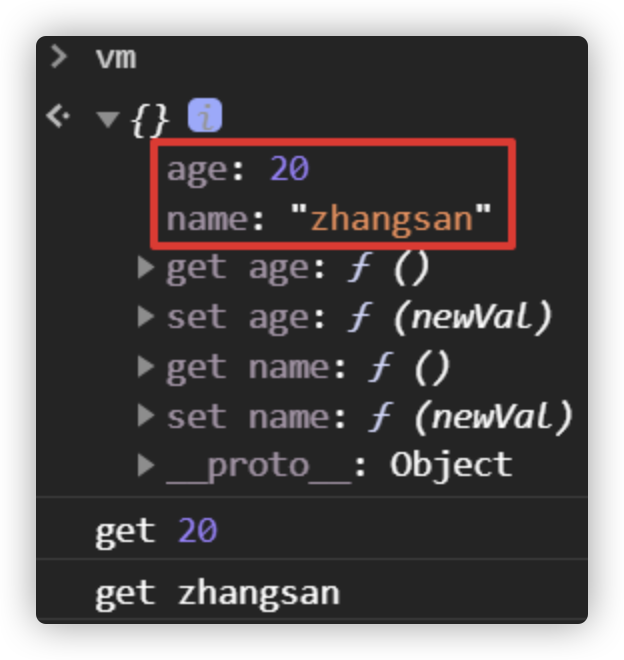 > vm
<· ▼ {} i
age: 20
name: "zhangsan"
▶ get age: ƒ ()
▶ set age: ƒ (newVal)
▶ get name: ƒ ()
▶ set name: ƒ (newVal)
▶ __proto__: Object
get 20
get zhangsan